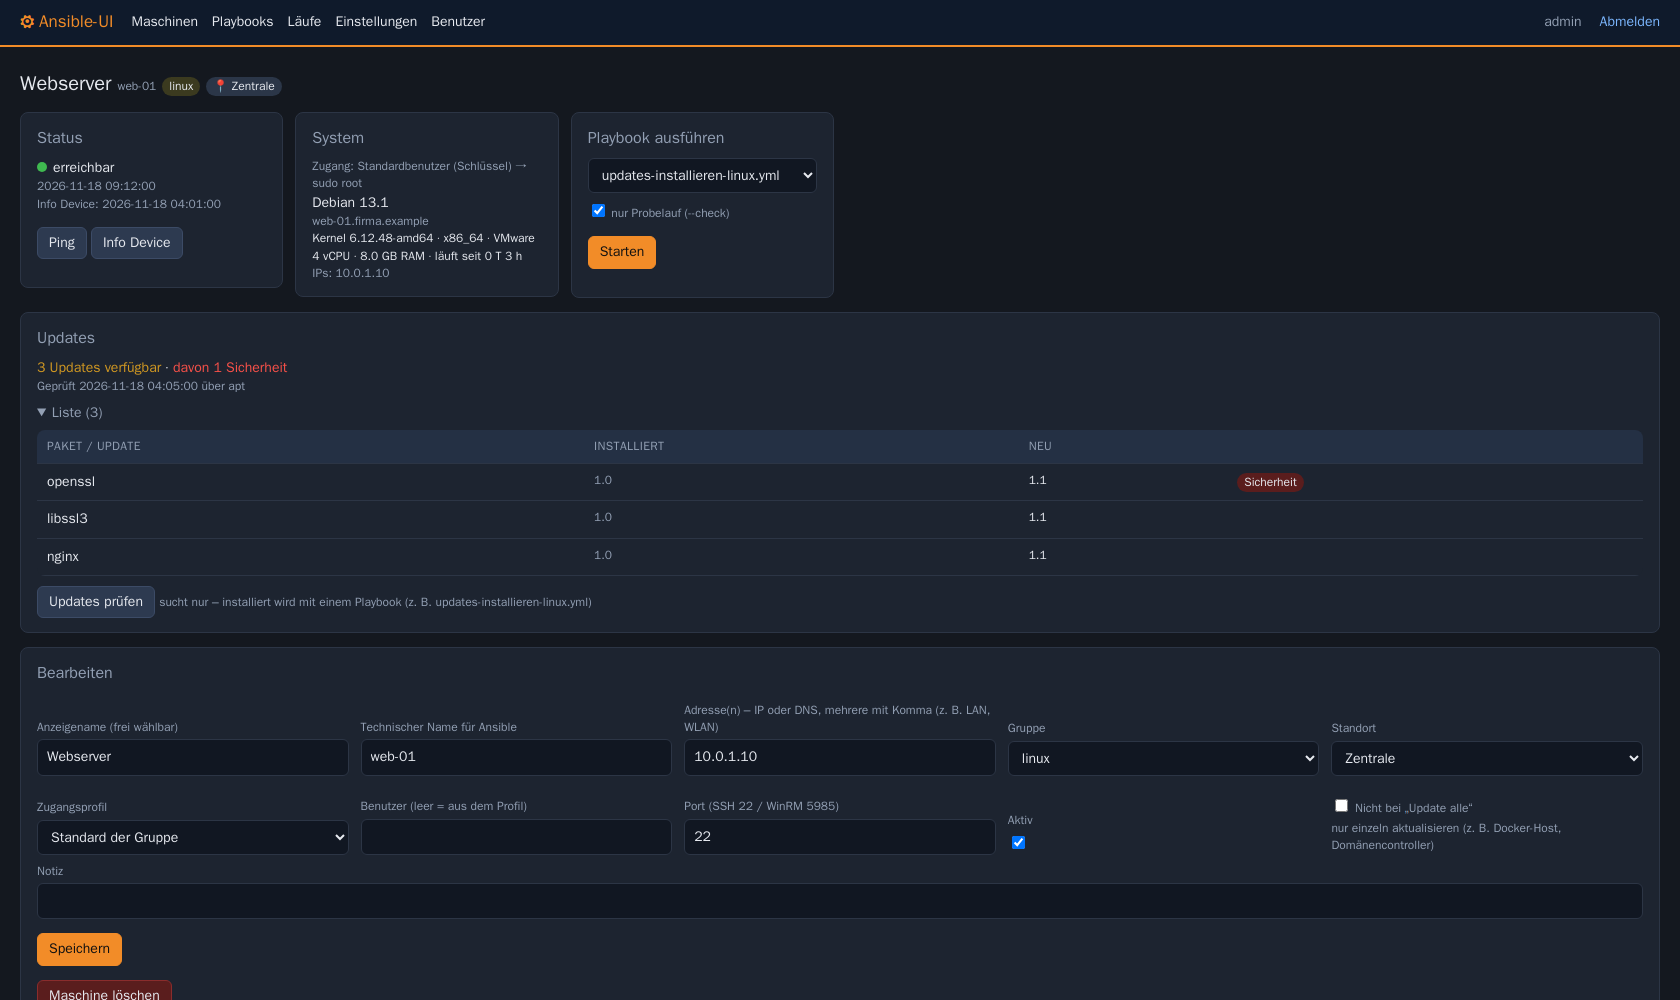 Ansible-UI Maschinen Playbooks Läufe Einstellungen Benutzer admin Abmelden
Webserver web-01 linux Zentrale
Status
erreichbar
2026-11-18 09:12:00
Info Device: 2026-11-18 04:01:00
Ping Info Device
System
Zugang: Standardbenutzer (Schlüssel) →
sudo root
Debian 13.1
web-01.firma.example
Kernel 6.12.48-amd64 · x86_64 · VMware
4 vCPU · 8.0 GB RAM · läuft seit 0 T 3 h
IPs: 10.0.1.10
Playbook ausführen
updates-installieren-linux.yml
nur Probelauf (--check)
Starten
Updates
3 Updates verfügbar · davon 1 Sicherheit
Geprüft 2026-11-18 04:05:00 über apt
▼ Liste (3)
PAKET / UPDATE INSTALLIERT NEU
openssl 1.0 1.1 Sicherheit
libssl3 1.0 1.1
nginx 1.0 1.1
Updates prüfen sucht nur – installiert wird mit einem Playbook (z. B. updates-installieren-linux.yml)
Bearbeiten
Anzeigename (frei wählbar)
Webserver
Technischer Name für Ansible
web-01
Adresse(n) – IP oder DNS, mehrere mit Komma (z. B. LAN,
WLAN)
10.0.1.10
Gruppe
linux
Standort
Zentrale
Zugangsprofil
Standard der Gruppe
Benutzer (leer = aus dem Profil)
Port (SSH 22 / WinRM 5985)
22
Aktiv
Nicht bei „Update alle“
nur einzeln aktualisieren (z. B. Docker-Host,
Domänencontroller)
Notiz
Speichern
Maschine löschen